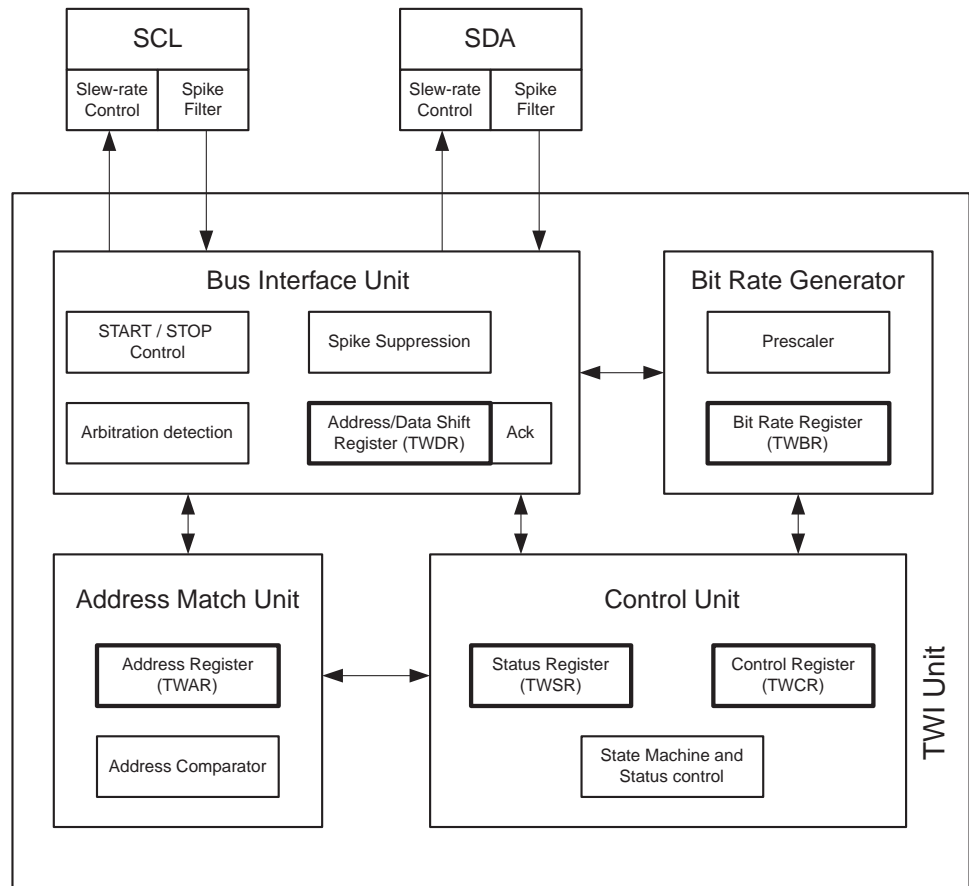 SCL
Slew-rate
Control
Spike
Filter
SDA
Slew-rate
Control
Spike
Filter
Bus Interface Unit
START / STOP
Control
Spike Suppression
Arbitration detection
Address/Data Shift
Register (TWDR)
Ack
Bit Rate Generator
Prescaler
Bit Rate Register
(TWBR)
Address Match Unit
Address Register
(TWAR)
Address Comparator
Control Unit
Status Register
(TWSR)
Control Register
(TWCR)
State Machine and
Status control
TWI Unit